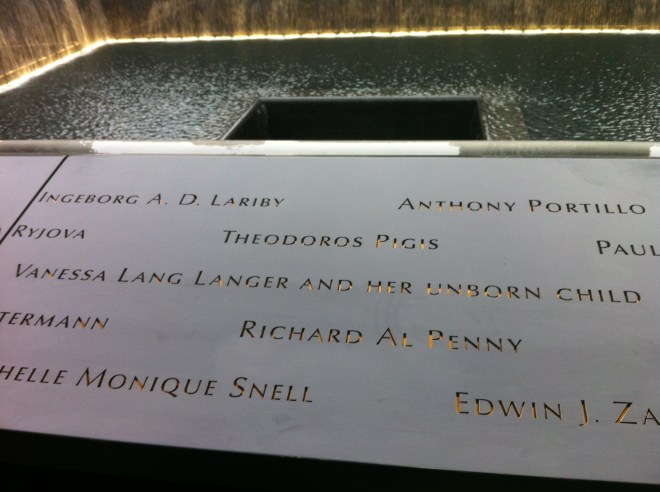 INGEBORG A. D. LARIBY ANTHONY PORTILLO
RYJOVA THEODOROS PIGIS PAUL
VANESSA LANG LANGER AND HER UNBORN CHILD
TERMANN RICHARD AL PENNY
HELLE MONIQUE SNELL EDWIN J. ZA